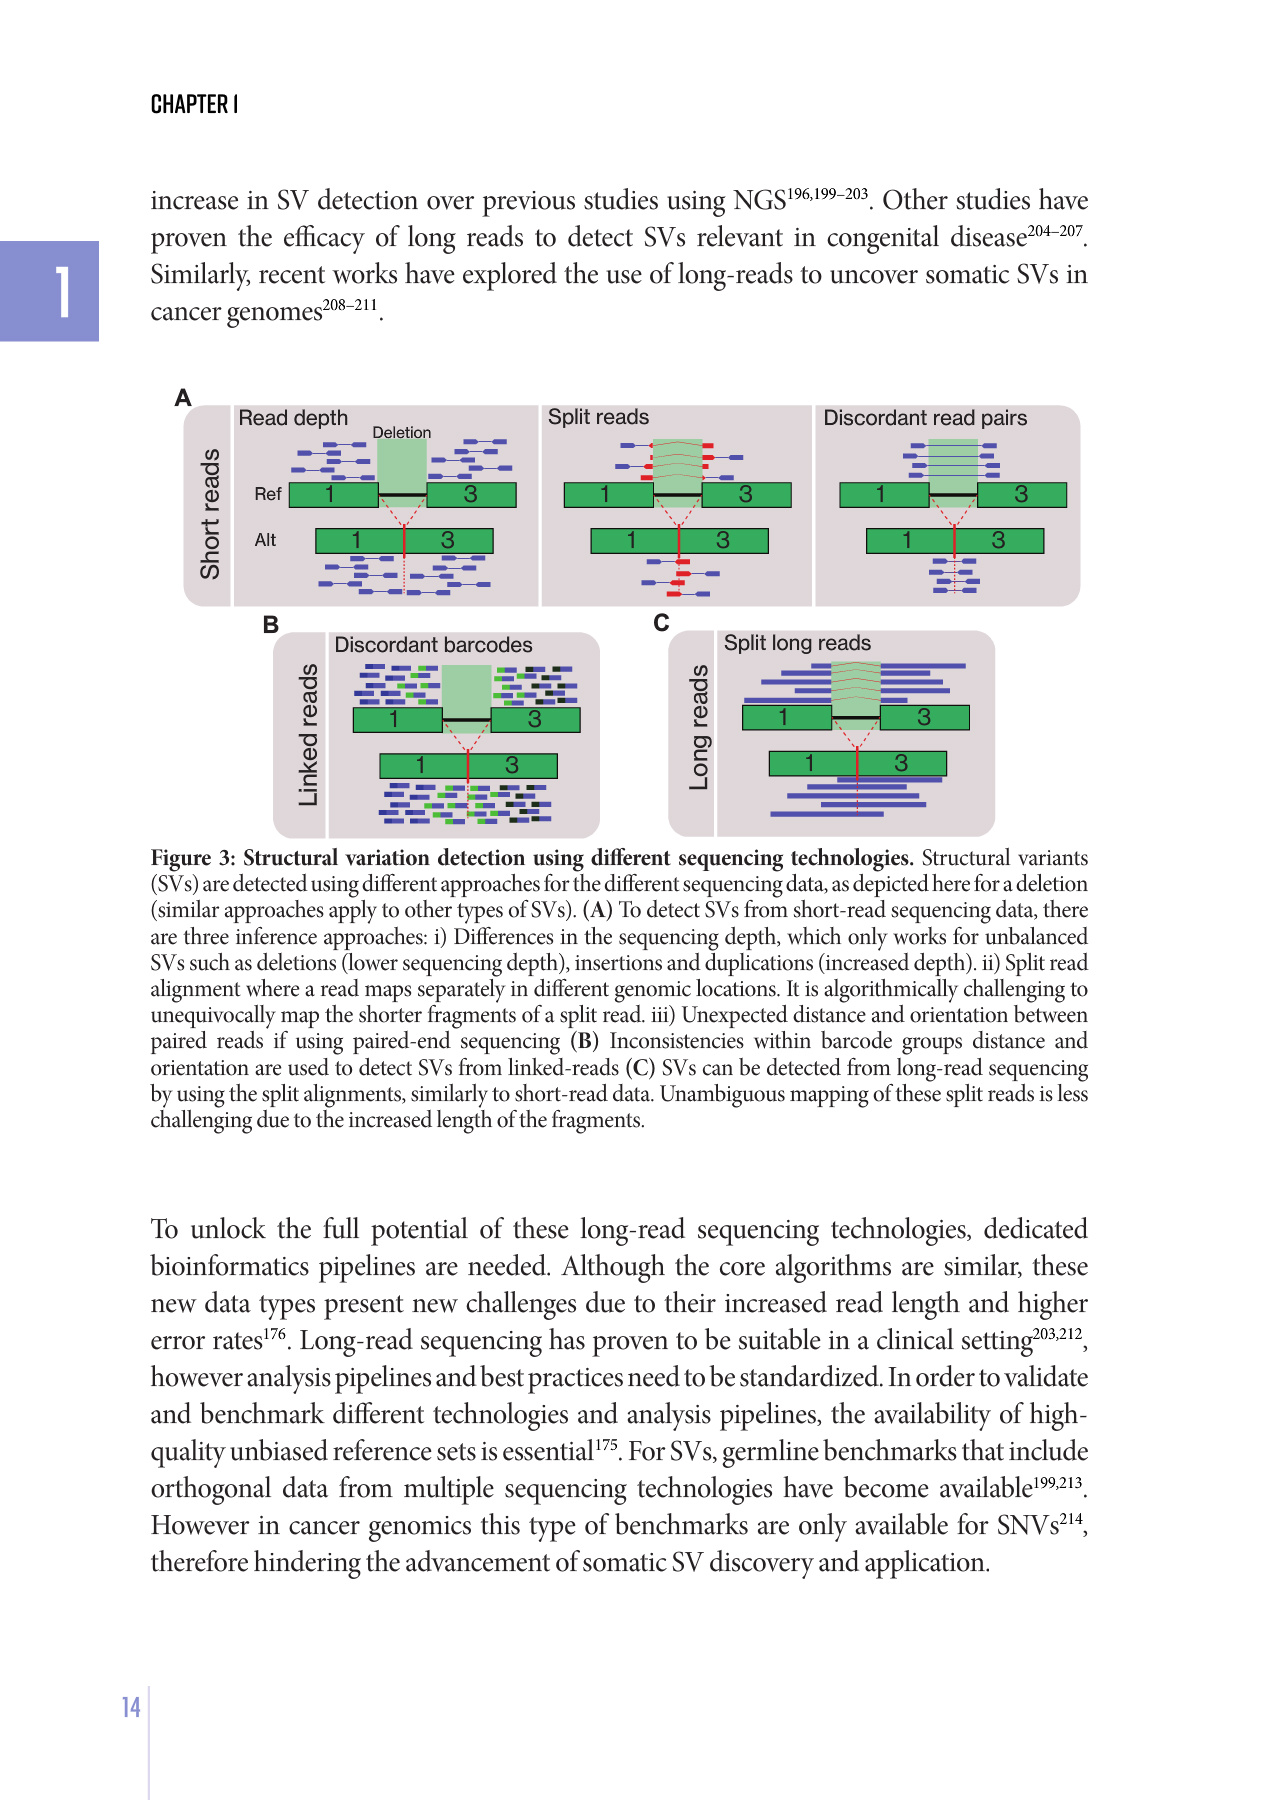 CHAPTER 1
increase in SV detection over previous studies using NGS196,199–203. Other studies have
proven the efficacy of long reads to detect SVs relevant in congenital disease204–207.
Similarly, recent works have explored the use of long-reads to uncover somatic SVs in
cancer genomes208–211.
1
A
Short reads
Read depth
Deletion
Ref
1
3
Alt
1
3
Split reads
1
3
1
3
Discordant read pairs
1
3
1
3
B
Linked reads
Discordant barcodes
1
3
1
3
C
Long reads
Split long reads
1
3
1
3
Figure 3: Structural variation detection using different sequencing technologies. Structural variants
(SVs) are detected using different approaches for the different sequencing data, as depicted here for a deletion
(similar approaches apply to other types of SVs). (A) To detect SVs from short-read sequencing data, there
are three inference approaches: i) Differences in the sequencing depth, which only works for unbalanced
SVs such as deletions (lower sequencing depth), insertions and duplications (increased depth). ii) Split read
alignment where a read maps separately in different genomic locations. It is algorithmically challenging to
unequivocally map the shorter fragments of a split read. iii) Unexpected distance and orientation between
paired reads if using paired-end sequencing (B) Inconsistencies within barcode groups distance and
orientation are used to detect SVs from linked-reads (C) SVs can be detected from long-read sequencing
by using the split alignments, similarly to short-read data. Unambiguous mapping of these split reads is less
challenging due to the increased length of the fragments.
To unlock the full potential of these long-read sequencing technologies, dedicated
bioinformatics pipelines are needed. Although the core algorithms are similar, these
new data types present new challenges due to their increased read length and higher
error rates176. Long-read sequencing has proven to be suitable in a clinical setting203,212,
however analysis pipelines and best practices need to be standardized. In order to validate
and benchmark different technologies and analysis pipelines, the availability of high-
quality unbiased reference sets is essential175. For SVs, germline benchmarks that include
orthogonal data from multiple sequencing technologies have become available199,213.
However in cancer genomics this type of benchmarks are only available for SNVs214,
therefore hindering the advancement of somatic SV discovery and application.
14